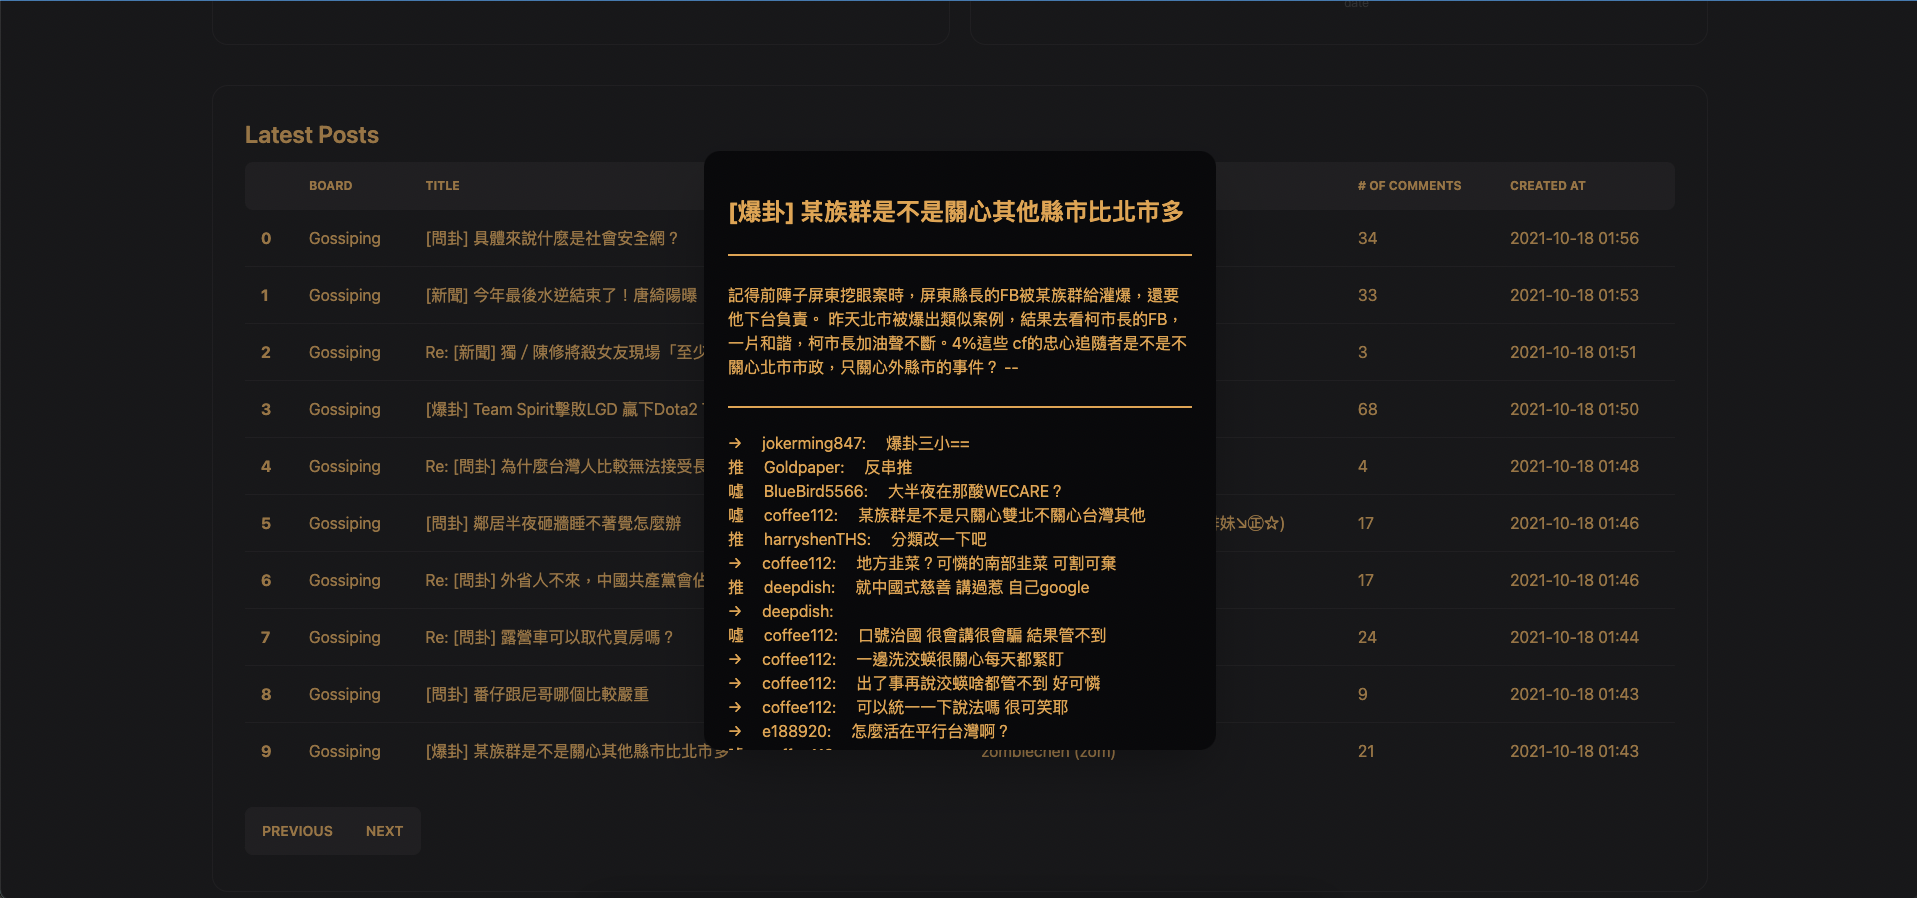 date
Latest Posts
BOARD TITLE # OF COMMENTS CREATED AT
0 Gossiping [問卦] 具體來說什麼是社會安全網？ 34 2021-10-18 01:56
1 Gossiping [新聞] 今年最後水逆結束了！唐綺陽曝 33 2021-10-18 01:53
2 Gossiping Re: [新聞] 獨／陳修將殺女友現場「至少 3 2021-10-18 01:51
3 Gossiping [爆卦] Team Spirit擊敗LGD 贏下Dota2 68 2021-10-18 01:50
4 Gossiping Re: [問卦] 為什麼台灣人比較無法接受長 4 2021-10-18 01:48
5 Gossiping [問卦] 鄰居半夜砸牆睡不著覺怎麼辦 妹↘㊣☆) 17 2021-10-18 01:46
6 Gossiping Re: [問卦] 外省人不來，中國共產黨會佔 17 2021-10-18 01:46
7 Gossiping Re: [問卦] 露營車可以取代買房嗎？ 24 2021-10-18 01:44
8 Gossiping [問卦] 番仔跟尼哥哪個比較嚴重 9 2021-10-18 01:43
9 Gossiping [爆卦] 某族群是不是關心其他縣市比北市多 zombiechen (zom) 21 2021-10-18 01:43
PREVIOUS NEXT
[爆卦] 某族群是不是關心其他縣市比北市多
記得前陣子屏東挖眼案時，屏東縣長的FB被某族群給灌爆，還要
他下台負責。 昨天北市被爆出類似案例，結果去看柯市長的FB，
一片和諧，柯市長加油聲不斷。4%這些 cf的忠心追隨者是不是不
關心北市市政，只關心外縣市的事件？ --
→ jokerming847: 爆卦三小==
推 Goldpaper: 反串推
噓 BlueBird5566: 大半夜在那酸WECARE？
噓 coffee112: 某族群是不是只關心雙北不關心台灣其他
推 harryshenTHS: 分類改一下吧
→ coffee112: 地方韭菜？可憐的南部韭菜 可割可棄
推 deepdish: 就中國式慈善 講過惹 自己google
→ deepdish:
噓 coffee112: 口號治國 很會講很會騙 結果管不到
→ coffee112: 一邊洗洨蟯很關心每天都緊盯
→ coffee112: 出了事再說洨蟯啥都管不到 好可憐
→ coffee112: 可以統一一下說法嗎 很可笑耶
→ e188920: 怎麼活在平行台灣啊？